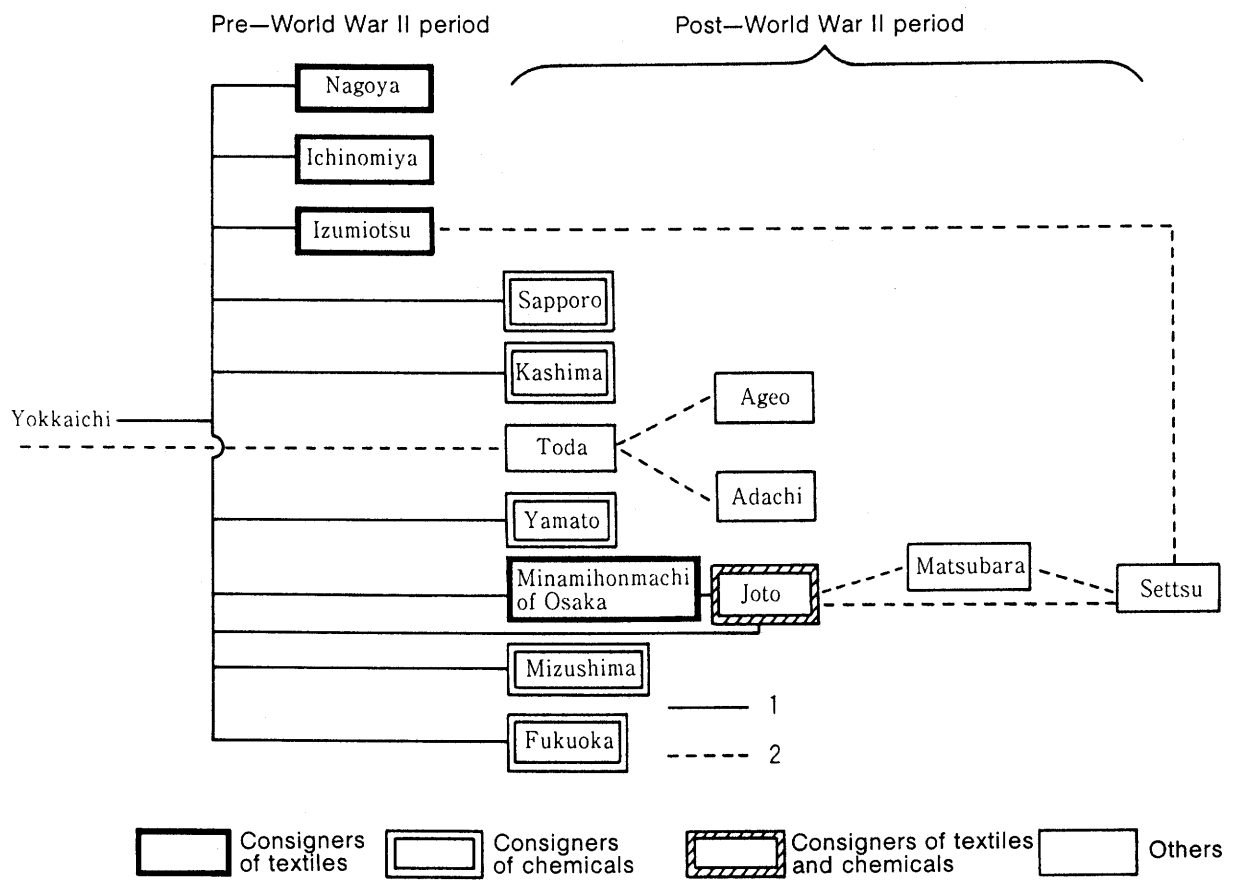 Pre—World War II period
Post—World War II period
Nagoya
Ichinomiya
Izumiotsu
Sapporo
Kashima
Ageo
Yokkaichi
Toda
Adachi
Yamato
Minamihonmachi
of Osaka
Joto
Matsubara
Settsu
Mizushima
1
Fukuoka
2
Consigners
of textiles
Consigners
of chemicals
Consigners of textiles
and chemicals
Others